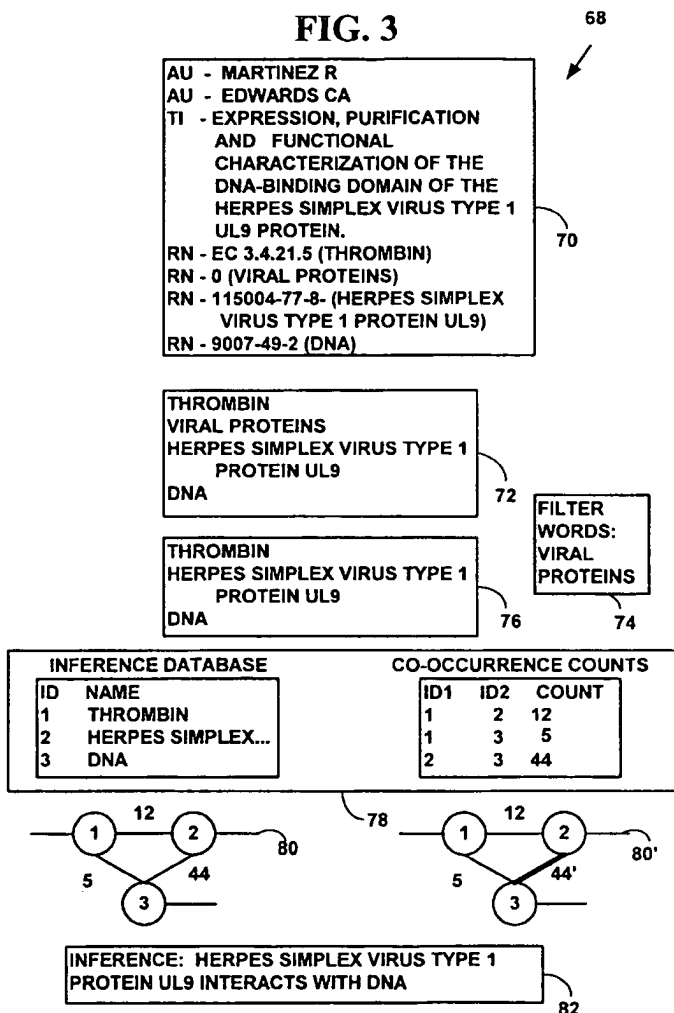 FIG. 3
68
AU - MARTINEZ R
AU - EDWARDS CA
TI - EXPRESSION, PURIFICATION
AND FUNCTIONAL
CHARACTERIZATION OF THE
DNA-BINDING DOMAIN OF THE
HERPES SIMPLEX VIRUS TYPE 1
UL9 PROTEIN.
RN - EC 3.4.21.5 (THROMBIN)
RN - 0 (VIRAL PROTEINS)
RN - 115004-77-8- (HERPES SIMPLEX
VIRUS TYPE 1 PROTEIN UL9)
RN - 9007-49-2 (DNA)
70
THROMBIN
VIRAL PROTEINS
HERPES SIMPLEX VIRUS TYPE 1
PROTEIN UL9
DNA
72
FILTER
WORDS:
VIRAL
PROTEINS
74
THROMBIN
HERPES SIMPLEX VIRUS TYPE 1
PROTEIN UL9
DNA
76
INFERENCE DATABASE
ID NAME
1 THROMBIN
2 HERPES SIMPLEX...
3 DNA
CO-OCCURRENCE COUNTS
ID1 ID2 COUNT
1 2 12
1 3 5
2 3 44
78
12
1 2
80
5 44
3
12
1 2
80'
5 44'
3
INFERENCE: HERPES SIMPLEX VIRUS TYPE 1
PROTEIN UL9 INTERACTS WITH DNA
82